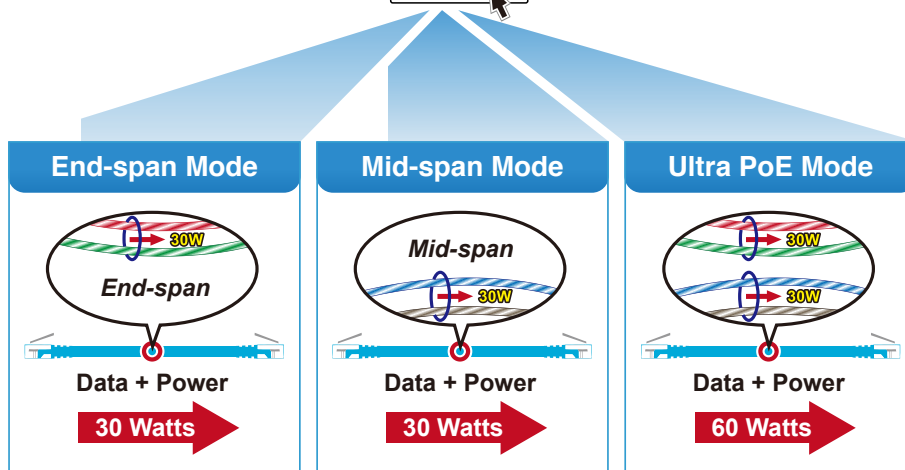 End-span Mode
30W
End-span
Data + Power
30 Watts
Mid-span Mode
Mid-span
30W
Data + Power
30 Watts
Ultra PoE Mode
30W
30W
Data + Power
60 Watts